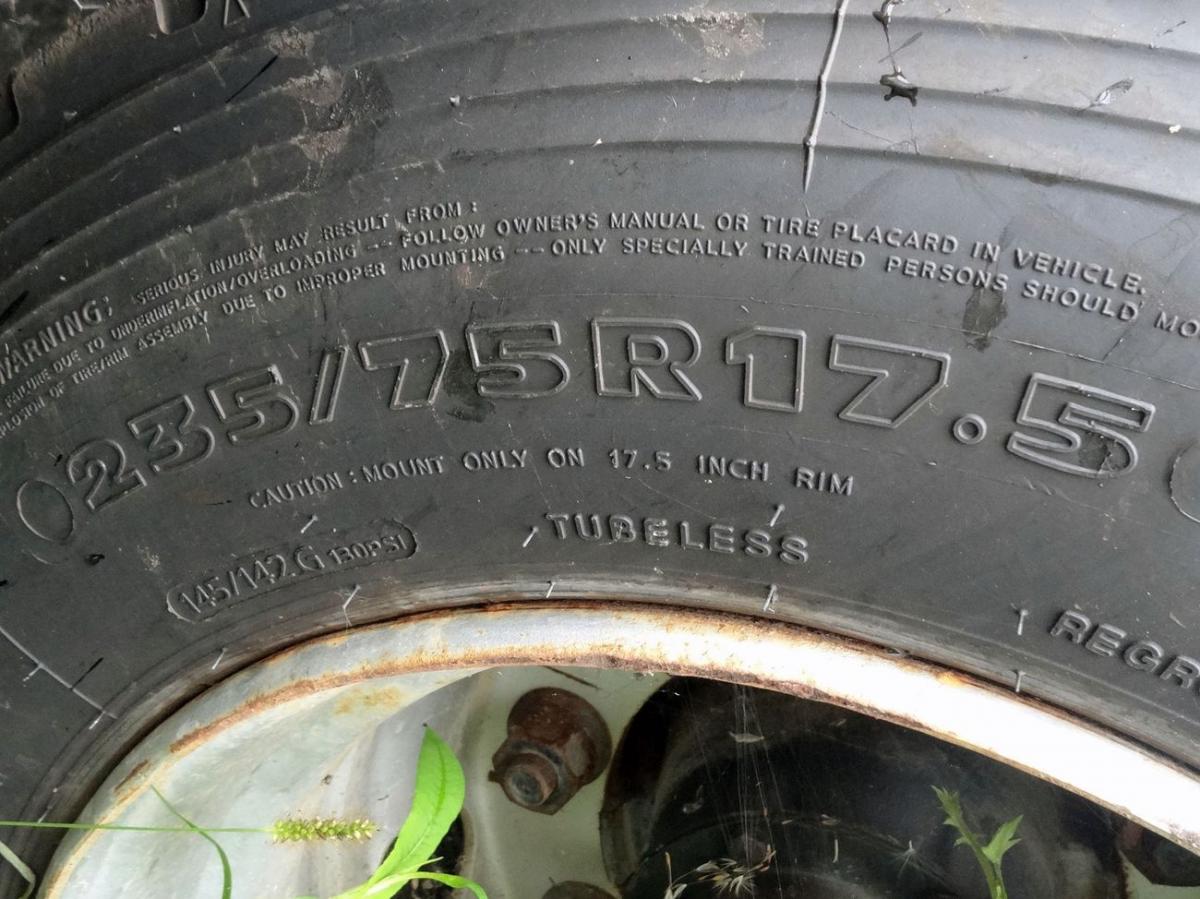 WARNING: SERIOUS INJURY MAY RESULT FROM :
FAILURE DUE TO UNDERINFLATION/OVERLOADING -- FOLLOW OWNER'S MANUAL OR TIRE PLACARD IN VEHICLE.
EXPLOSION OF TIRE/RIM ASSEMBLY DUE TO IMPROPER MOUNTING -- ONLY SPECIALLY TRAINED PERSONS SHOULD MO
235/75R17.5
CAUTION : MOUNT ONLY ON 17.5 INCH RIM
TUBELESS
145/142 G 130PSI
REGR